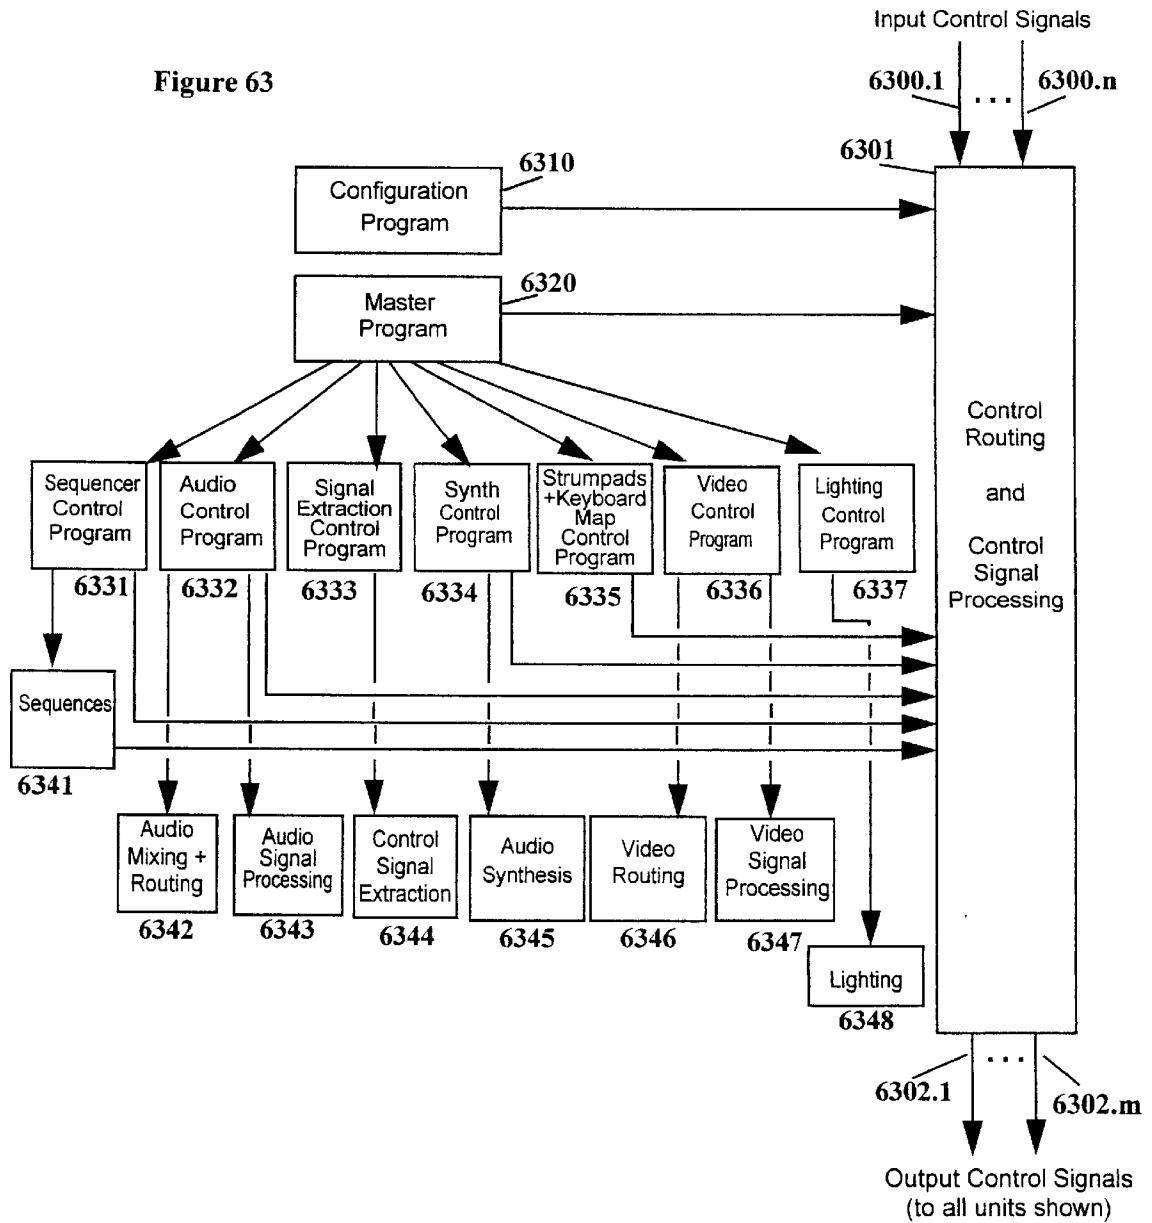 Input Control Signals
Figure 63
6300.1
...
6300.n
6301
6310
Configuration
Program
6320
Master
Program
Control
Routing
and
Control
Signal
Processing
Sequencer
Control
Program
6331
Audio
Control
Program
6332
Signal
Extraction
Control
Program
6333
Synth
Control
Program
6334
Strumpads
+Keyboard
Map
Control
Program
6335
Video
Control
Program
6336
Lighting
Control
Program
6337
Sequences
6341
Audio
Mixing +
Routing
6342
Audio
Signal
Processing
6343
Control
Signal
Extraction
6344
Audio
Synthesis
6345
Video
Routing
6346
Video
Signal
Processing
6347
Lighting
6348
6302.1
...
6302.m
Output Control Signals
(to all units shown)